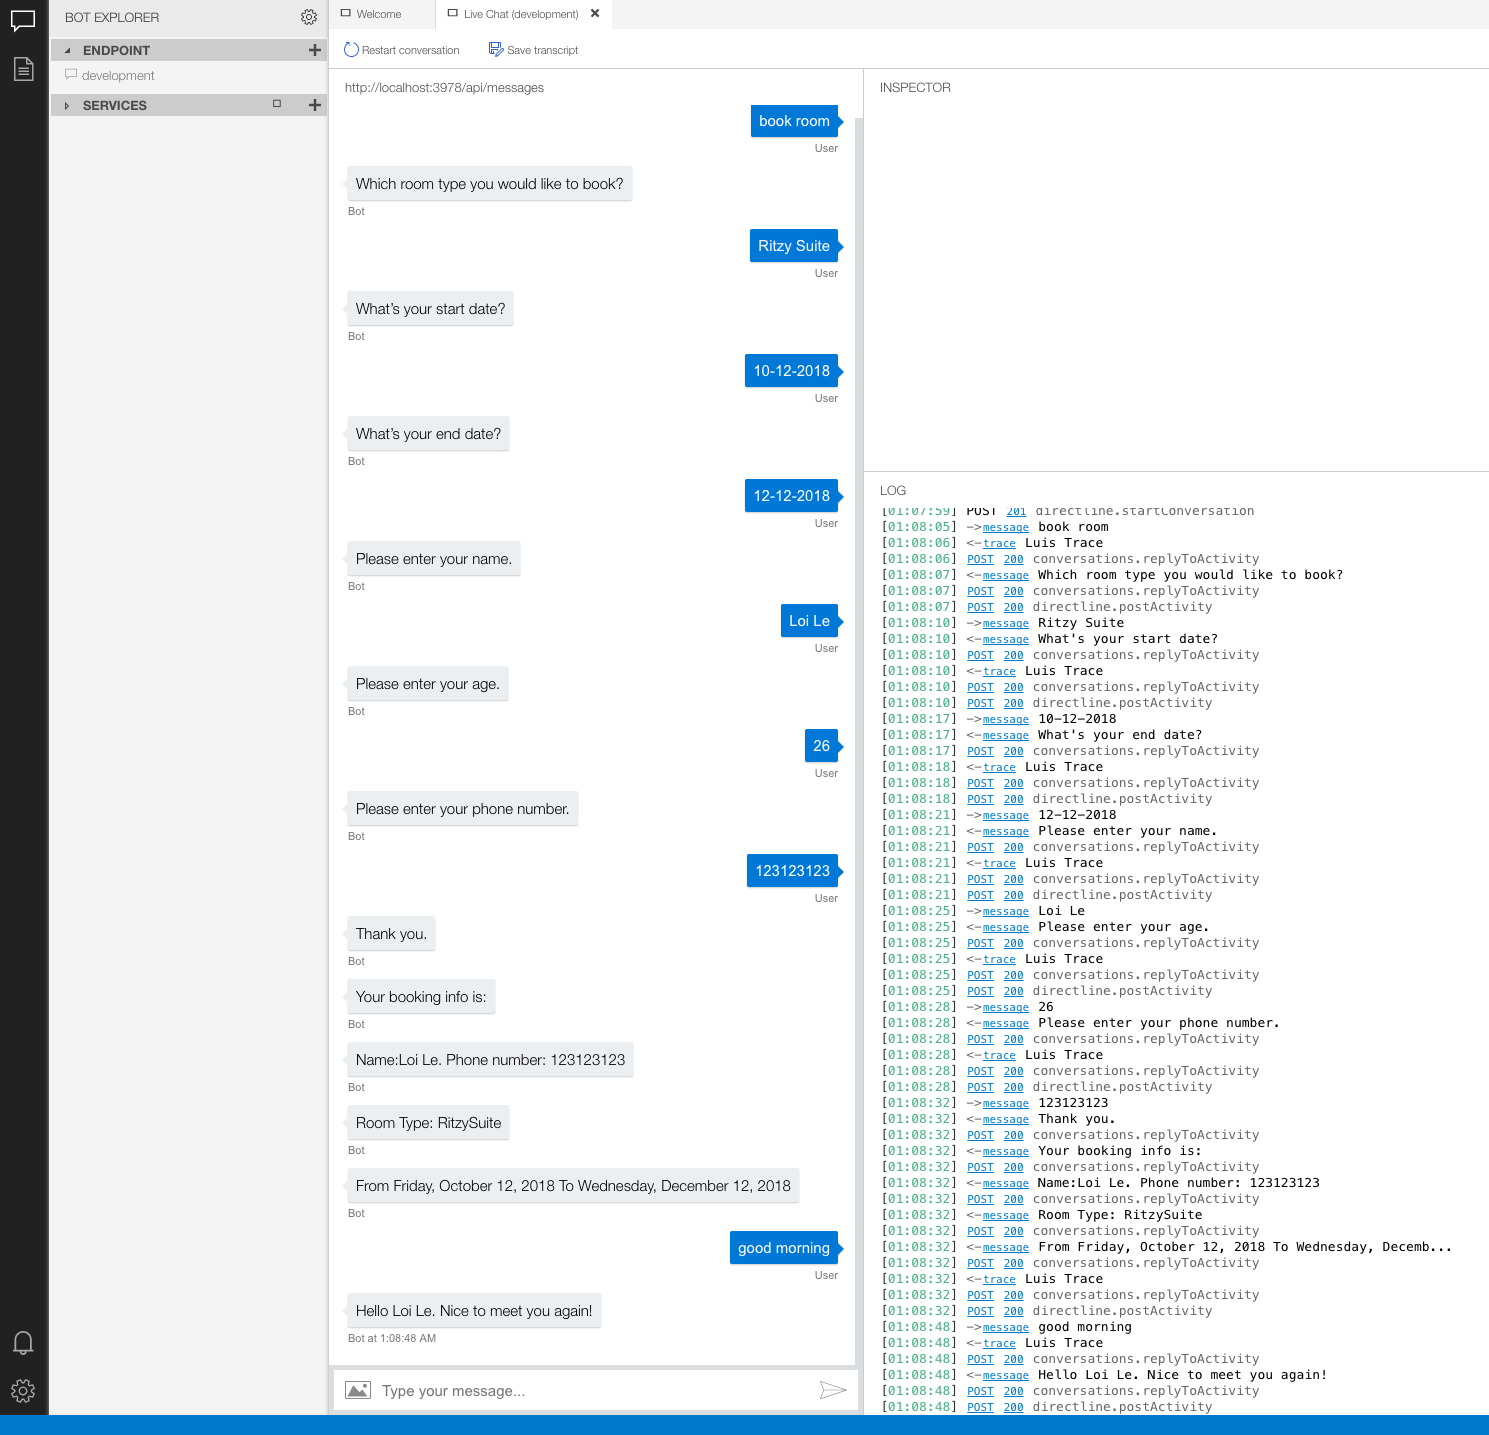 BOT EXPLORER
ENDPOINT
development
SERVICES
Welcome
Live Chat (development)
Restart conversation
Save transcript
http://localhost:3978/api/messages
book room
User
Which room type you would like to book?
Bot
Ritzy Suite
User
What's your start date?
Bot
10-12-2018
User
What's your end date?
Bot
12-12-2018
User
Please enter your name.
Bot
Loi Le
User
Please enter your age.
Bot
26
User
Please enter your phone number.
Bot
123123123
User
Thank you.
Bot
Your booking info is:
Bot
Name:Loi Le. Phone number: 123123123
Bot
Room Type: RitzySuite
Bot
From Friday, October 12, 2018 To Wednesday, December 12, 2018
Bot
good morning
User
Hello Loi Le. Nice to meet you again!
Bot at 1:08:48 AM
Type your message...
INSPECTOR
LOG
[01:07:59] POST 201 directline.startConversation
[01:08:05] ->message book room
[01:08:06] <-trace Luis Trace
[01:08:06] POST 200 conversations.replyToActivity
[01:08:07] <-message Which room type you would like to book?
[01:08:07] POST 200 conversations.replyToActivity
[01:08:07] POST 200 directline.postActivity
[01:08:10] ->message Ritzy Suite
[01:08:10] <-message What's your start date?
[01:08:10] POST 200 conversations.replyToActivity
[01:08:10] <-trace Luis Trace
[01:08:10] POST 200 conversations.replyToActivity
[01:08:10] POST 200 directline.postActivity
[01:08:17] ->message 10-12-2018
[01:08:17] <-message What's your end date?
[01:08:17] POST 200 conversations.replyToActivity
[01:08:18] <-trace Luis Trace
[01:08:18] POST 200 conversations.replyToActivity
[01:08:18] POST 200 directline.postActivity
[01:08:21] ->message 12-12-2018
[01:08:21] <-message Please enter your name.
[01:08:21] POST 200 conversations.replyToActivity
[01:08:21] <-trace Luis Trace
[01:08:21] POST 200 conversations.replyToActivity
[01:08:21] POST 200 directline.postActivity
[01:08:25] ->message Loi Le
[01:08:25] <-message Please enter your age.
[01:08:25] POST 200 conversations.replyToActivity
[01:08:25] <-trace Luis Trace
[01:08:25] POST 200 conversations.replyToActivity
[01:08:25] POST 200 directline.postActivity
[01:08:28] ->message 26
[01:08:28] <-message Please enter your phone number.
[01:08:28] POST 200 conversations.replyToActivity
[01:08:28] <-trace Luis Trace
[01:08:28] POST 200 conversations.replyToActivity
[01:08:28] POST 200 directline.postActivity
[01:08:32] ->message 123123123
[01:08:32] <-message Thank you.
[01:08:32] POST 200 conversations.replyToActivity
[01:08:32] <-message Your booking info is:
[01:08:32] POST 200 conversations.replyToActivity
[01:08:32] <-message Name:Loi Le. Phone number: 123123123
[01:08:32] POST 200 conversations.replyToActivity
[01:08:32] <-message Room Type: RitzySuite
[01:08:32] POST 200 conversations.replyToActivity
[01:08:32] <-message From Friday, October 12, 2018 To Wednesday, Decemb...
[01:08:32] POST 200 conversations.replyToActivity
[01:08:32] <-trace Luis Trace
[01:08:32] POST 200 conversations.replyToActivity
[01:08:32] POST 200 directline.postActivity
[01:08:48] ->message good morning
[01:08:48] <-trace Luis Trace
[01:08:48] POST 200 conversations.replyToActivity
[01:08:48] <-message Hello Loi Le. Nice to meet you again!
[01:08:48] POST 200 conversations.replyToActivity
[01:08:48] POST 200 directline.postActivity